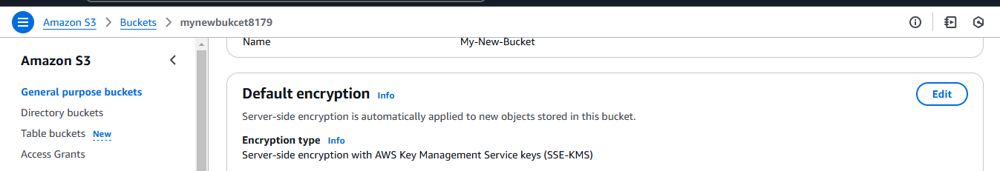 Amazon S3 > Buckets > mynewbukcet8179
Amazon S3
General purpose buckets
Directory buckets
Table buckets New
Access Grants
Name My-New-Bucket
Default encryption Info
Edit
Server-side encryption is automatically applied to new objects stored in this bucket.
Encryption type Info
Server-side encryption with AWS Key Management Service keys (SSE-KMS)